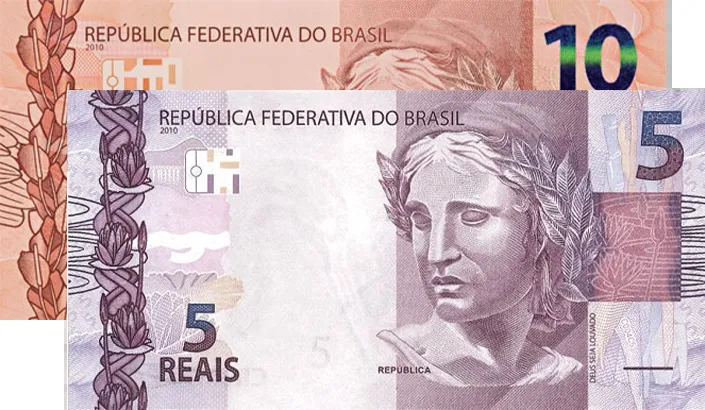 REPÚBLICA FEDERATIVA DO BRASIL
2010
10
REPÚBLICA FEDERATIVA DO BRASIL
2010
5
5
REAIS
REPÚBLICA
DEUS SEJA LOUVADO